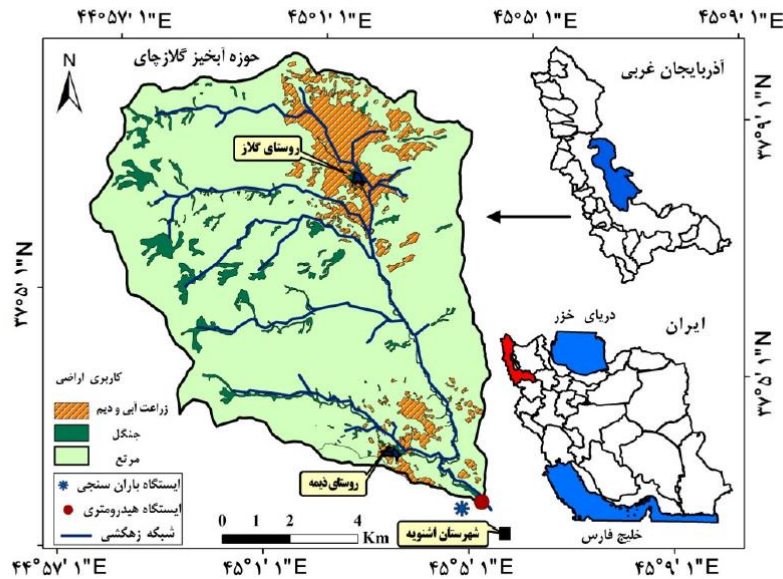 44°57'1"E 45°1'1"E 45°5'1"E 45°9'1"E
حوزه آبخیز گلازچای
آذربایجان غربی
N
37°9'1"N
روستای گلاز
37°5'1"N
دریای خزر
ایران
37°5'1"N
کاربری اراضی
زراعت آبی و دیم
جنگل
مرتع
ایستگاه باران سنجی
ایستگاه هیدرومتری
شبکه زهکشی
روستای ذیمه
0 2 4
Km
شهرستان اشنویه
خلیج فارس
44°57'1"E 45°1'1"E 45°5'1"E 45°9'1"E